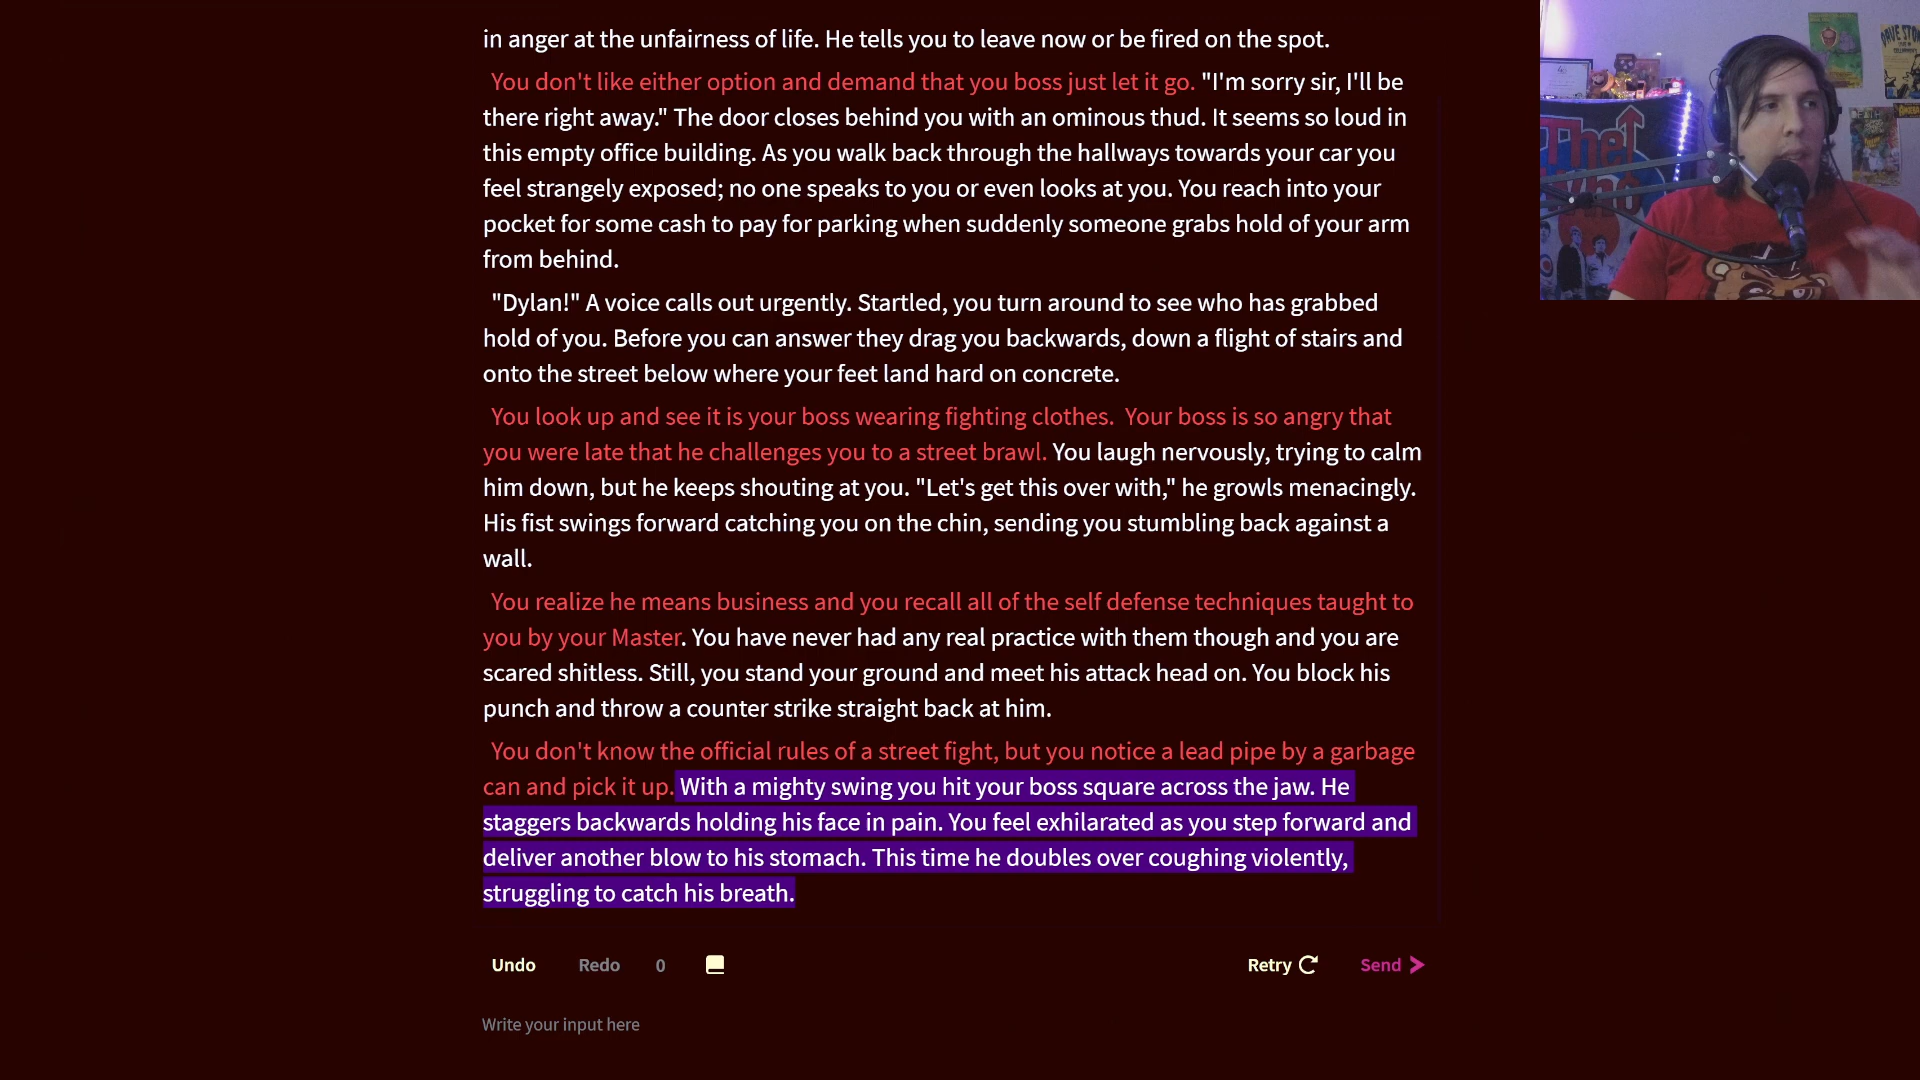 in anger at the unfairness of life. He tells you to leave now or be fired on the spot.
You don't like either option and demand that you boss just let it go. "I'm sorry sir, I'll be
there right away." The door closes behind you with an ominous thud. It seems so loud in
this empty office building. As you walk back through the hallways towards your car you
feel strangely exposed; no one speaks to you or even looks at you. You reach into your
pocket for some cash to pay for parking when suddenly someone grabs hold of your arm
from behind.
"Dylan!" A voice calls out urgently. Startled, you turn around to see who has grabbed
hold of you. Before you can answer they drag you backwards, down a flight of stairs and
onto the street below where your feet land hard on concrete.
You look up and see it is your boss wearing fighting clothes.  Your boss is so angry that
you were late that he challenges you to a street brawl. You laugh nervously, trying to calm
him down, but he keeps shouting at you. "Let's get this over with," he growls menacingly.
His fist swings forward catching you on the chin, sending you stumbling back against a
wall.
You realize he means business and you recall all of the self defense techniques taught to
you by your Master. You have never had any real practice with them though and you are
scared shitless. Still, you stand your ground and meet his attack head on. You block his
punch and throw a counter strike straight back at him.
You don't know the official rules of a street fight, but you notice a lead pipe by a garbage
can and pick it up. With a mighty swing you hit your boss square across the jaw. He
staggers backwards holding his face in pain. You feel exhilarated as you step forward and
deliver another blow to his stomach. This time he doubles over coughing violently,
struggling to catch his breath.
Undo Redo 0 Retry Send
Write your input here
The
Who